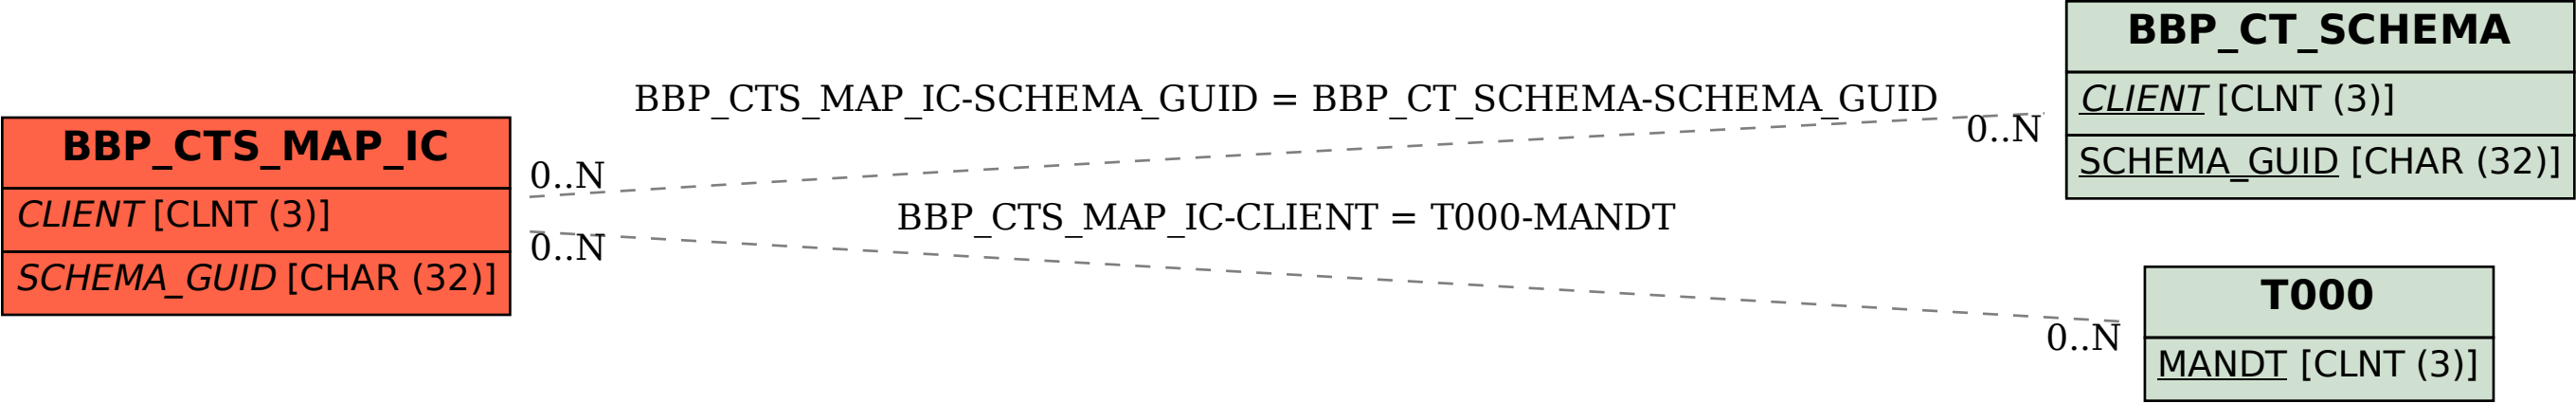 BBP_CTS_MAP_IC
CLIENT [CLNT (3)]
SCHEMA_GUID [CHAR (32)]
BBP_CTS_MAP_IC-SCHEMA_GUID = BBP_CT_SCHEMA-SCHEMA_GUID
0..N
0..N
BBP_CTS_MAP_IC-CLIENT = T000-MANDT
0..N
0..N
BBP_CT_SCHEMA
CLIENT [CLNT (3)]
SCHEMA_GUID [CHAR (32)]
T000
MANDT [CLNT (3)]